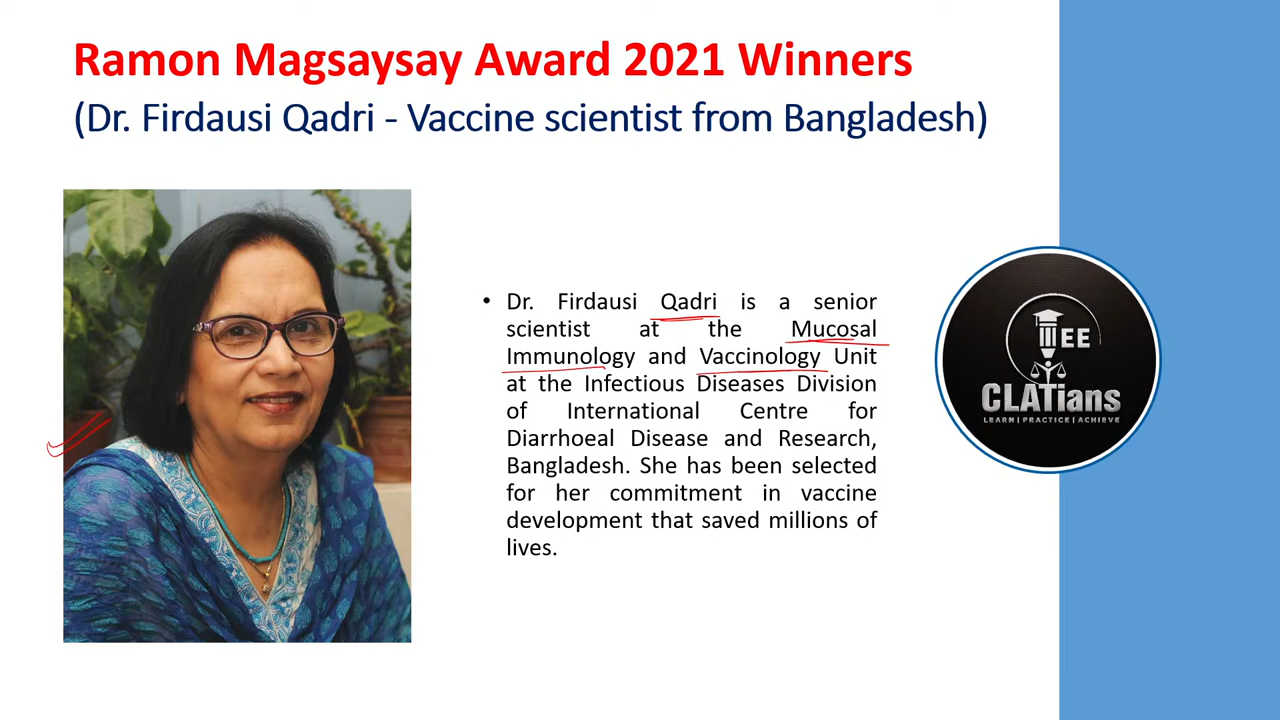 Ramon Magsaysay Award 2021 Winners
(Dr. Firdausi Qadri - Vaccine scientist from Bangladesh)
• Dr. Firdausi Qadri is a senior
scientist at the Mucosal
Immunology and Vaccinology Unit
at the Infectious Diseases Division
of International Centre for
Diarrhoeal Disease and Research,
Bangladesh. She has been selected
for her commitment in vaccine
development that saved millions of
lives.
EE
CLATians
LEARN | PRACTICE | ACHIEVE